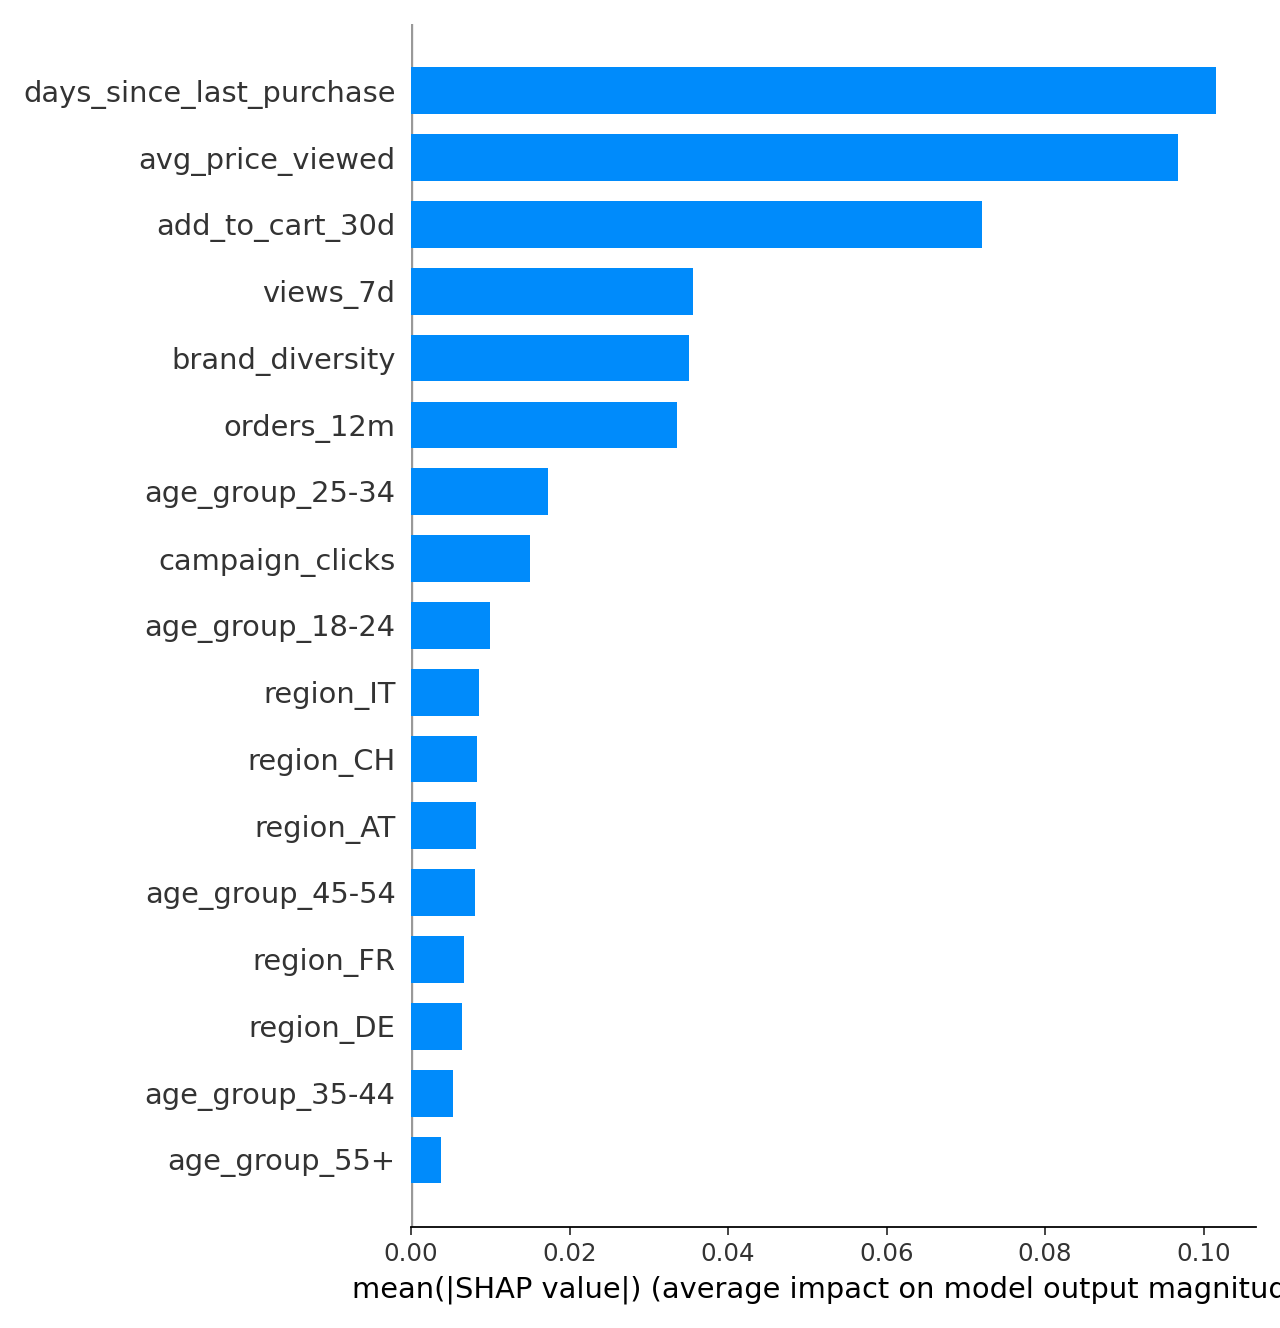 days_since_last_purchase
avg_price_viewed
add_to_cart_30d
views_7d
brand_diversity
orders_12m
age_group_25-34
campaign_clicks
age_group_18-24
region_IT
region_CH
region_AT
age_group_45-54
region_FR
region_DE
age_group_35-44
age_group_55+
0.00 0.02 0.04 0.06 0.08 0.10
mean(|SHAP value|) (average impact on model output magnitud